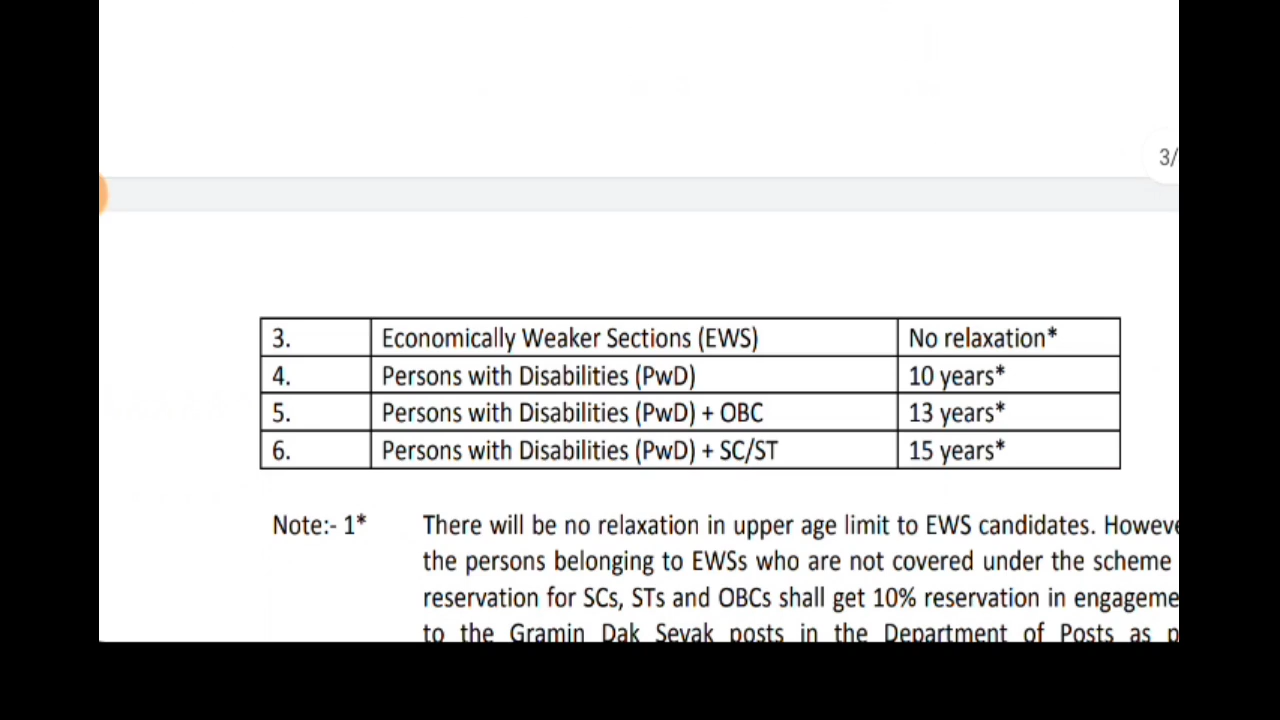 3/
3. Economically Weaker Sections (EWS) No relaxation*
4. Persons with Disabilities (PwD) 10 years*
5. Persons with Disabilities (PwD) + OBC 13 years*
6. Persons with Disabilities (PwD) + SC/ST 15 years*
Note:- 1* There will be no relaxation in upper age limit to EWS candidates. Howeve
the persons belonging to EWSs who are not covered under the scheme
reservation for SCs, STs and OBCs shall get 10% reservation in engageme
to the Gramin Dak Sevak posts in the Department of Posts as p